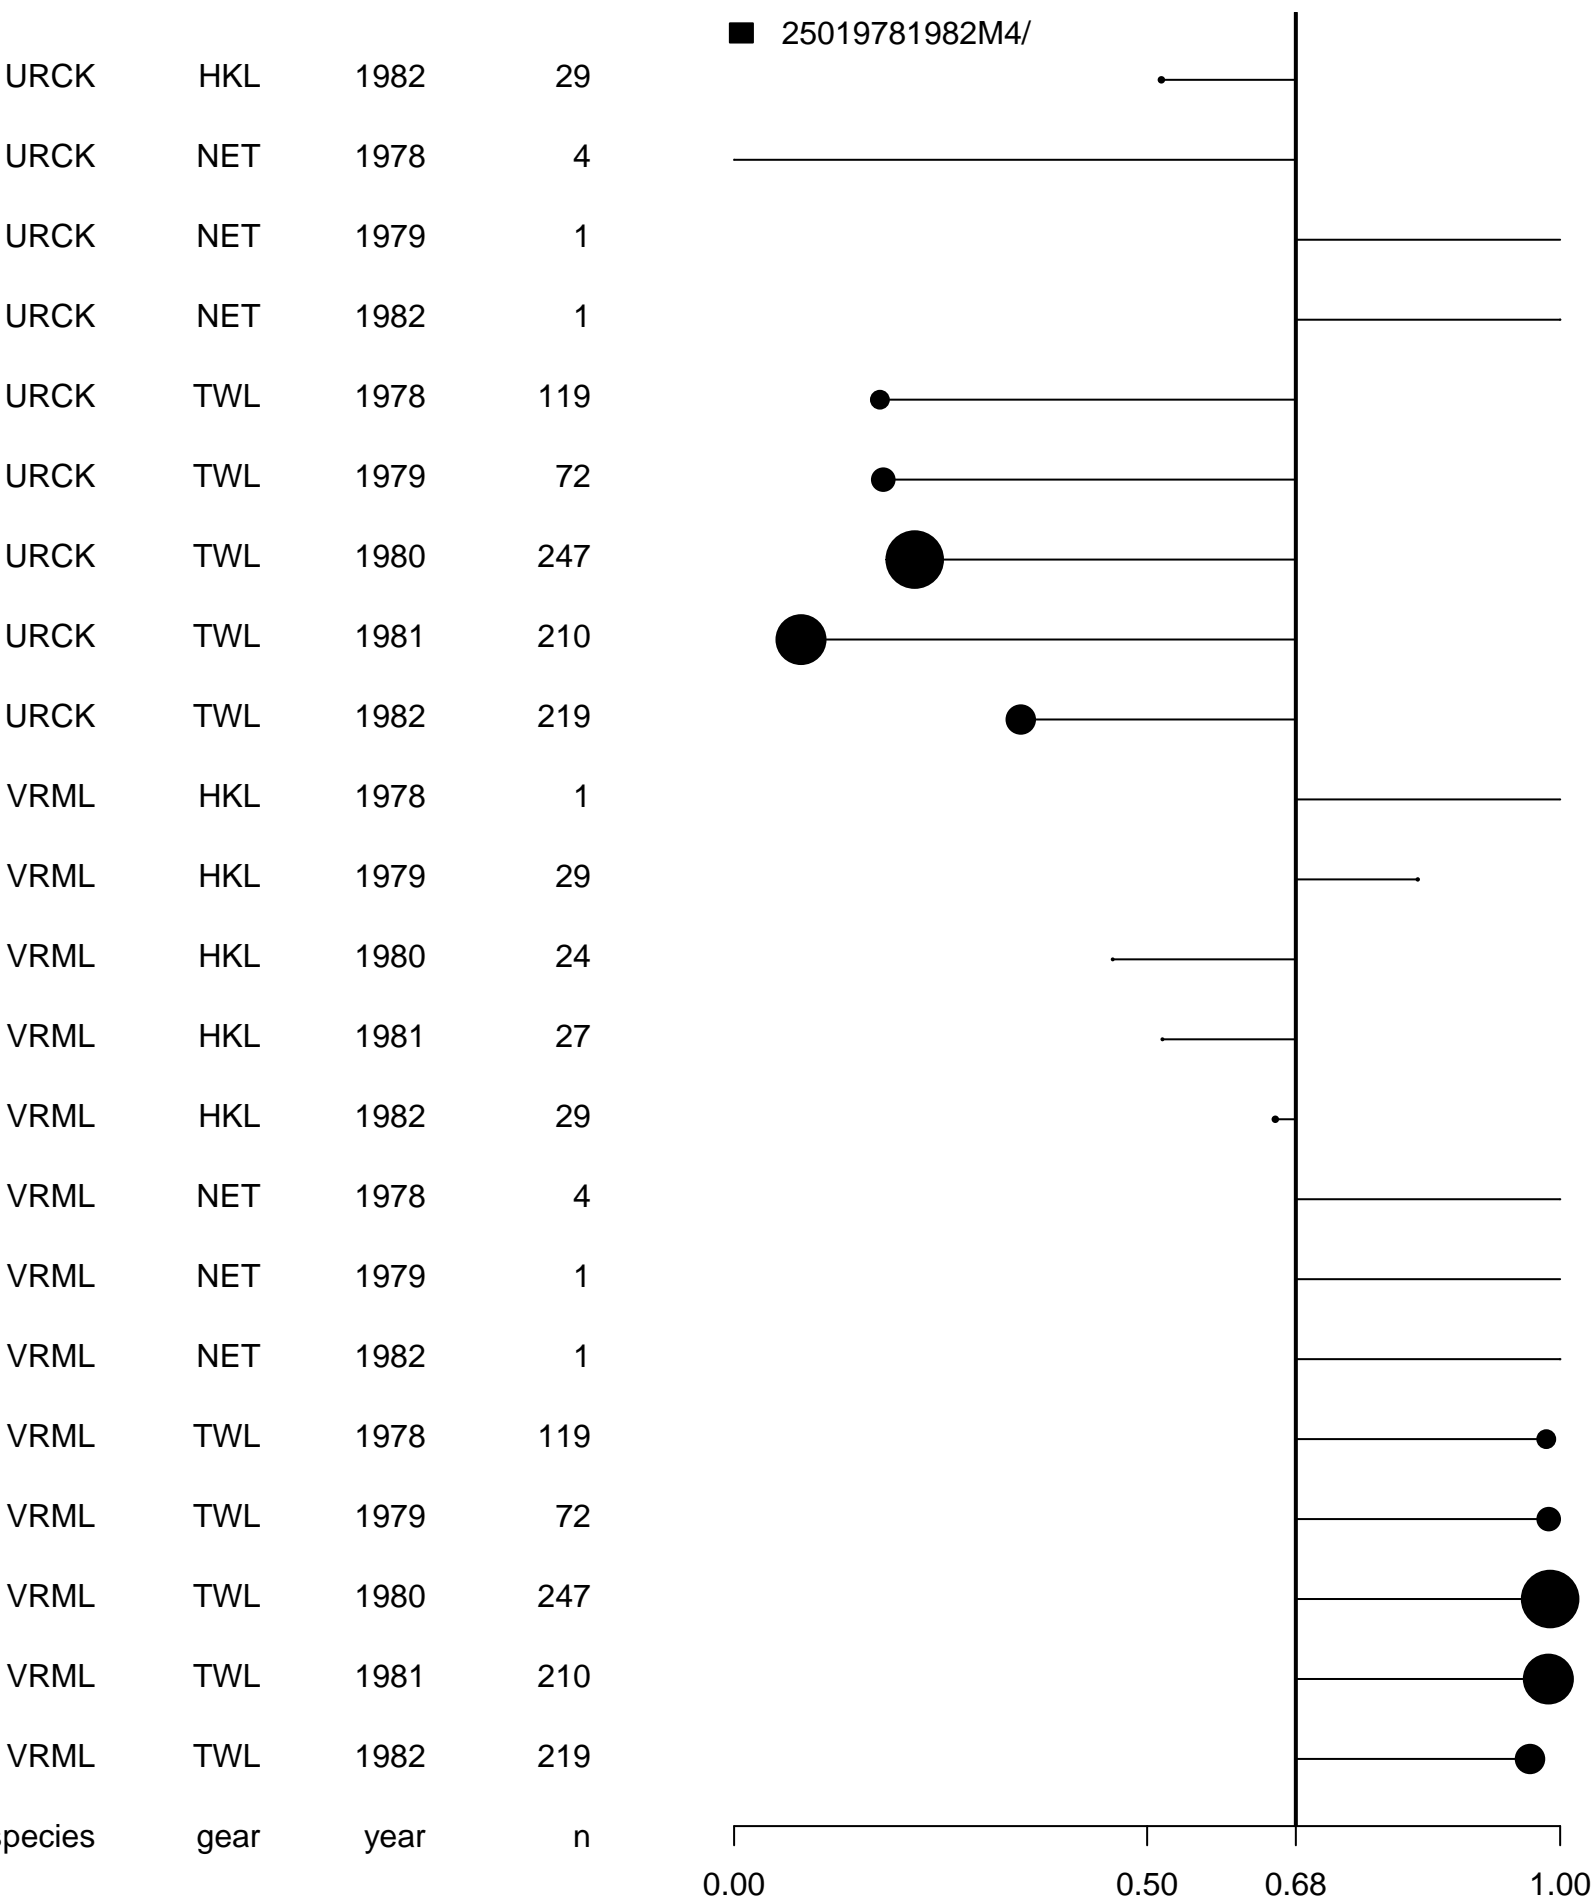 25019781982M4/
URCK HKL 1982 29
URCK NET 1978 4
URCK NET 1979 1
URCK NET 1982 1
URCK TWL 1978 119
URCK TWL 1979 72
URCK TWL 1980 247
URCK TWL 1981 210
URCK TWL 1982 219
VRML HKL 1978 1
VRML HKL 1979 29
VRML HKL 1980 24
VRML HKL 1981 27
VRML HKL 1982 29
VRML NET 1978 4
VRML NET 1979 1
VRML NET 1982 1
VRML TWL 1978 119
VRML TWL 1979 72
VRML TWL 1980 247
VRML TWL 1981 210
VRML TWL 1982 219
species gear year n
0.00 0.50 0.68 1.00